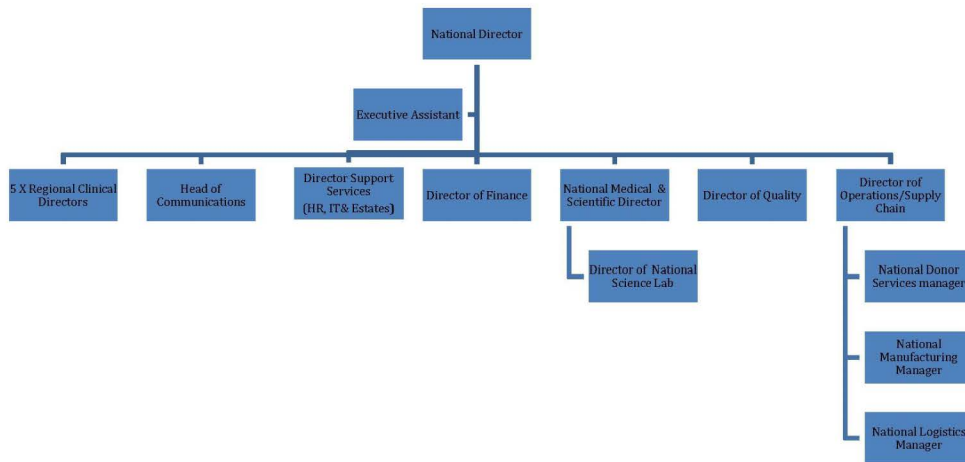 National Director
Executive Assistant
5 X Regional Clinical
Directors
Head of
Communications
Director Support
Services
(HR, IT& Estates)
Director of Finance
National Medical &
Scientific Director
Director of Quality
Director rof
Operations/Supply
Chain
Director of National
Science Lab
National Donor
Services manager
National
Manufacturing
Manager
National Logistics
Manager